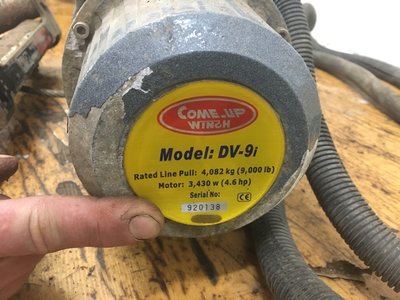 COME-UP
WINCH
Model: DV-9i
Rated Line Pull: 4,082 kg (9,000 lb)
Motor: 3,430 w (4.6 hp)
Serial No:
920138
CE